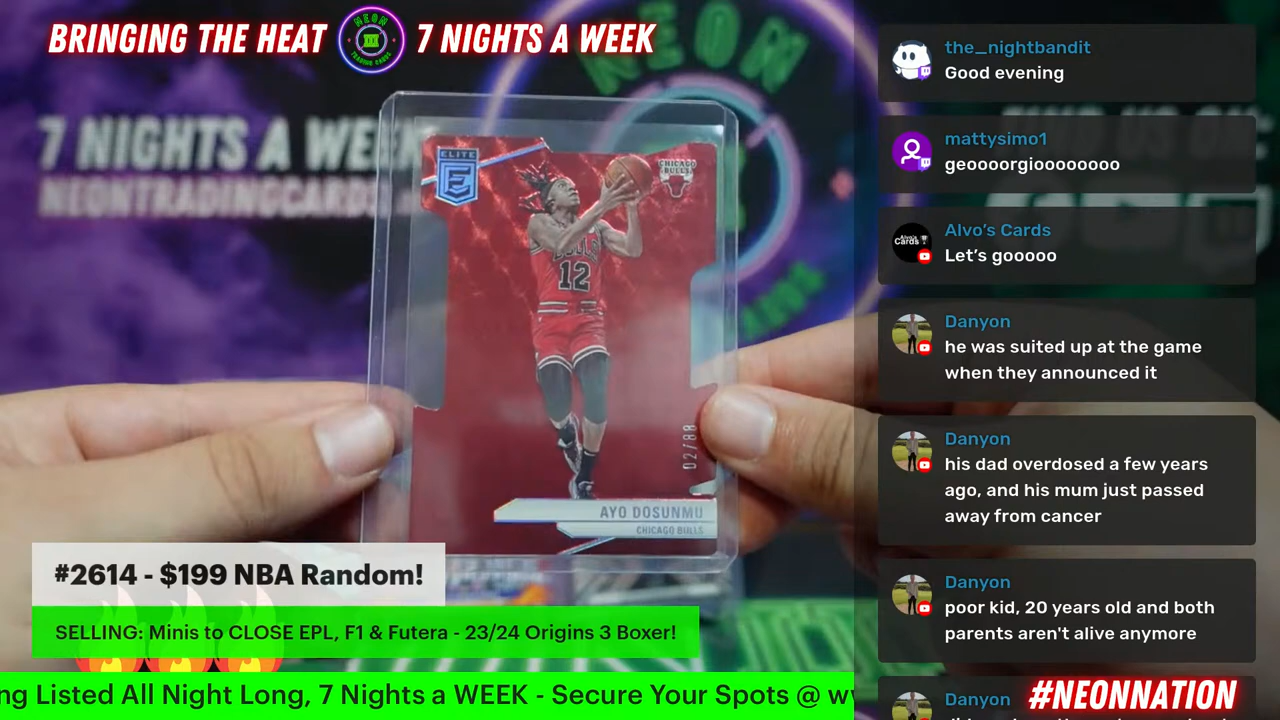 BRINGING THE HEAT
NEON
TRADING CARDS
7 NIGHTS A WEEK
7 NIGHTS A WEEK
NEONTRADINGCARDS
NEON
ELITE
E
CHICAGO
BULLS
BULLS
12
02/88
AYO DOSUNMU
CHICAGO BULLS
#2614 - $199 NBA Random!
SELLING: Minis to CLOSE EPL, F1 & Futera - 23/24 Origins 3 Boxer!
ng Listed All Night Long, 7 Nights a WEEK - Secure Your Spots @
the_nightbandit
Good evening
mattysimo1
geoooorgioooooooo
Alvo's Cards
Let's gooooo
Danyon
he was suited up at the game
when they announced it
Danyon
his dad overdosed a few years
ago, and his mum just passed
away from cancer
Danyon
poor kid, 20 years old and both
parents aren't alive anymore
Danyon
#NEONNATION